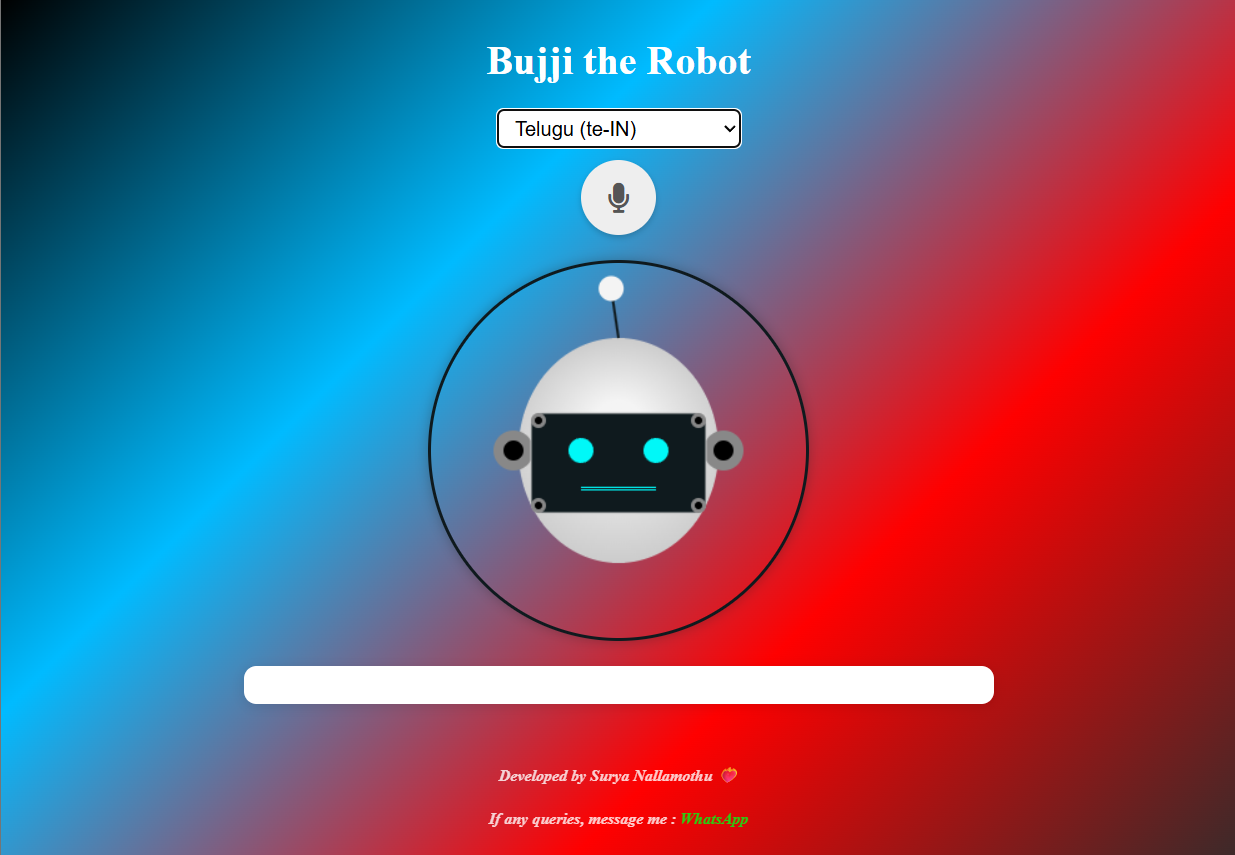 Bujji the Robot
Telugu (te-IN)
Developed by Surya Nallamothu 💝
If any queries, message me : WhatsApp